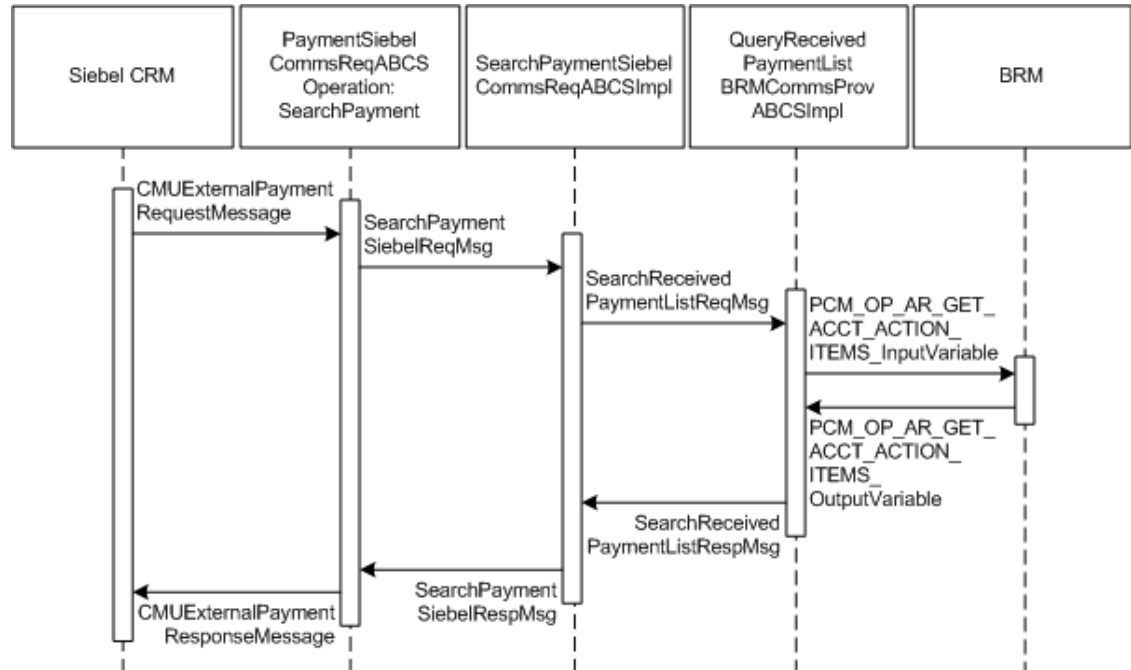 Siebel CRM
PaymentSiebel
CommsReqABCS
Operation:
SearchPayment
SearchPaymentSiebel
CommsReqABCSImpl
QueryReceived
PaymentList
BRMCommsProv
ABCSImpl
BRM
CMUExternalPayment
RequestMessage
SearchPayment
SiebelReqMsg
SearchReceived
PaymentListReqMsg
PCM_OP_AR_GET_
ACCT_ACTION_
ITEMS_InputVariable
PCM_OP_AR_GET_
ACCT_ACTION_
ITEMS_
OutputVariable
SearchReceived
PaymentListRespMsg
SearchPayment
SiebelRespMsg
CMUExternalPayment
ResponseMessage